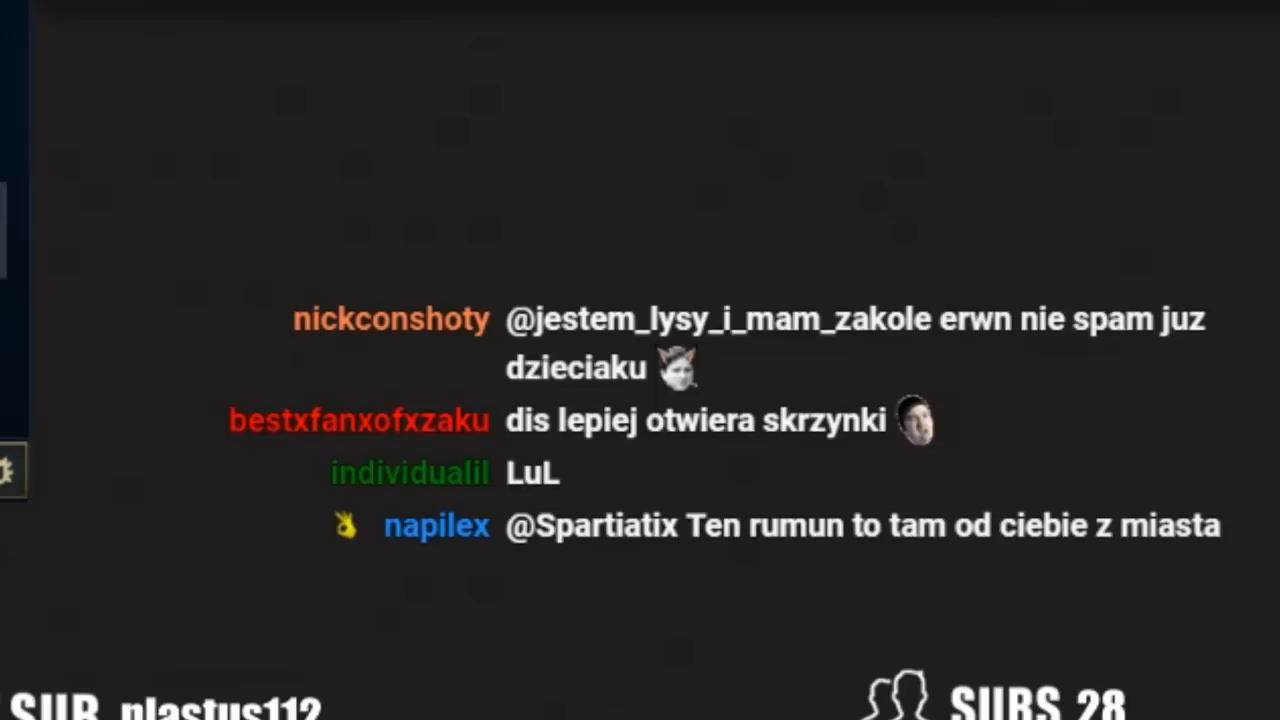 nickconshoty @jestem_lysy_i_mam_zakole erwn nie spam juz
dzieciaku
bestxfanxofxzaku dis lepiej otwiera skrzynki
individualil LuL
napilex @Spartiatix Ten rumun to tam od ciebie z miasta
SUB plastus112
SUBS 28